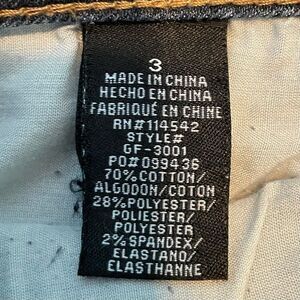 3
MADE IN CHINA
HECHO EN CHINA
FABRIQUÉ EN CHINE
RN#114542
STYLE#
GF-3001
PO#099436
70%COTTON/
ALGODON/COTON
28%POLYESTER/
POLIESTER/
POLYESTER
2%SPANDEX/
ELASTANO/
ELASTHANNE